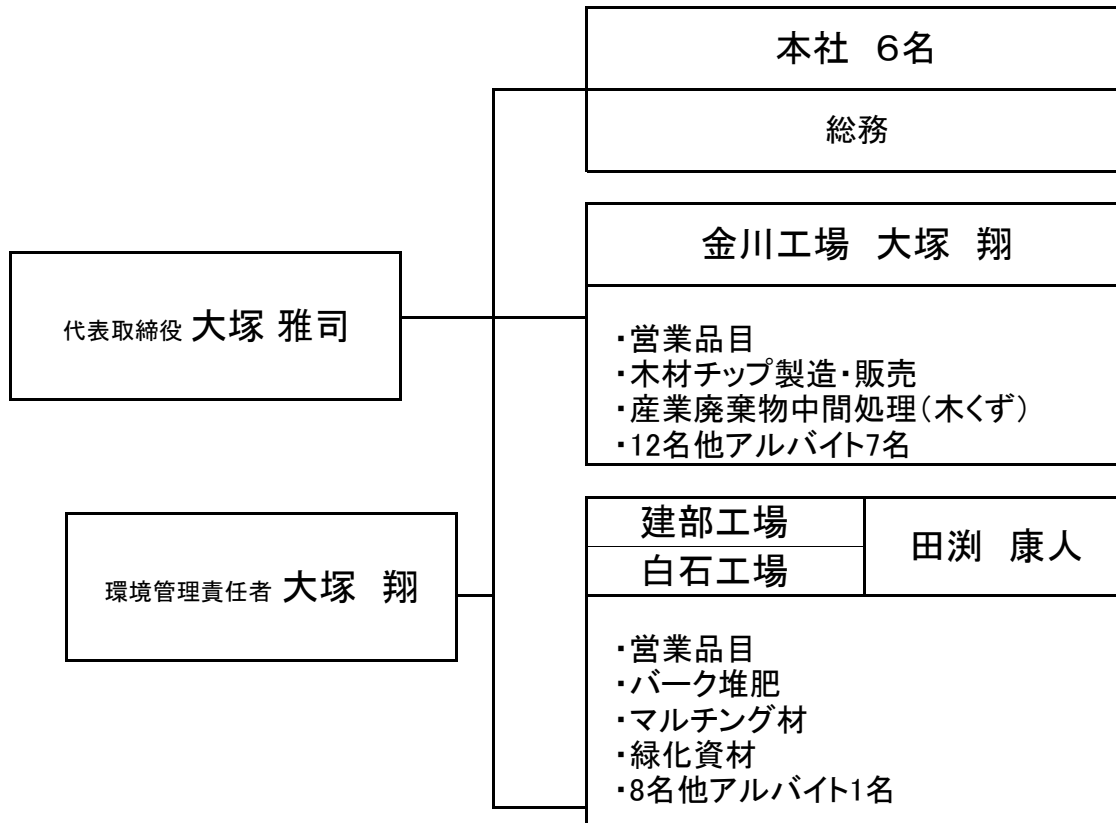 本社　６名
総務
金川工場　大塚　翔
・営業品目
・木材チップ製造・販売
・産業廃棄物中間処理（木くず）
・12名他アルバイト7名
代表取締役 大塚 雅司
環境管理責任者 大塚　翔
建部工場
白石工場
田渕　康人
・営業品目
・バーク堆肥
・マルチング材
・緑化資材
・8名他アルバイト1名